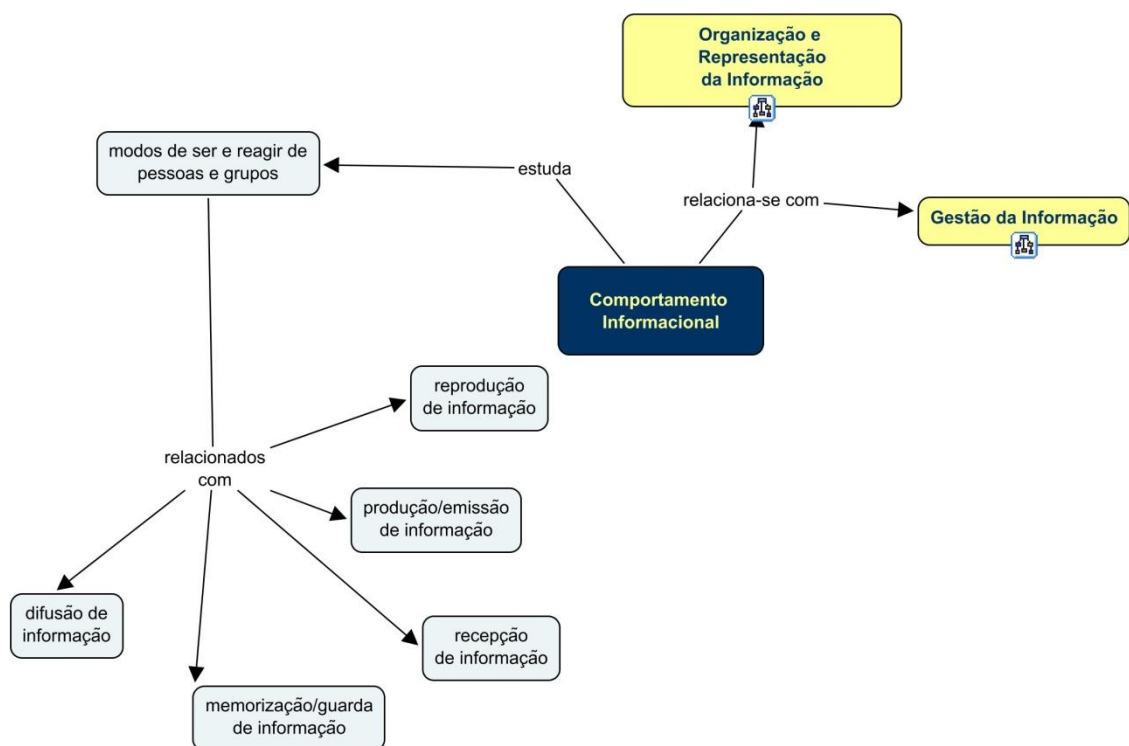 Organização e
Representação
da Informação
modos de ser e reagir de
pessoas e grupos
estuda
relaciona-se com
Gestão da Informação
Comportamento
Informacional
reprodução
de informação
relacionados
com
produção/emissão
de informação
difusão de
informação
recepção
de informação
memorização/guarda
de informação